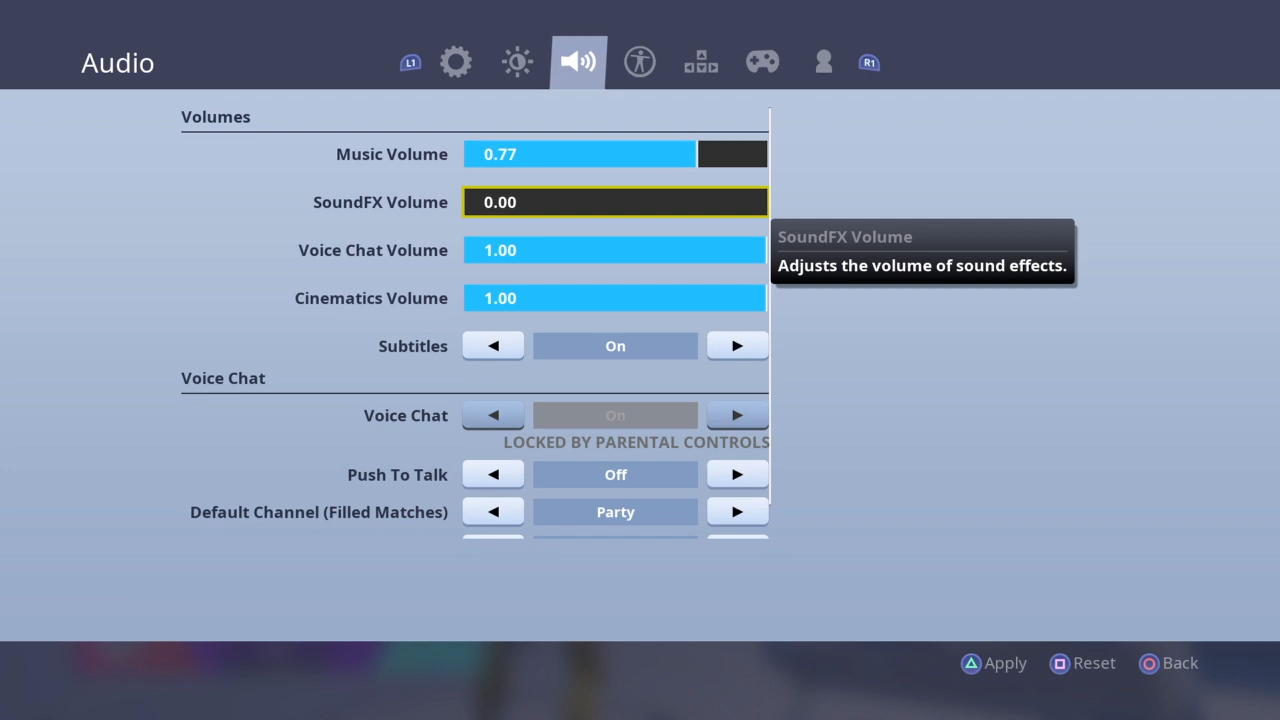 Audio
L1
R1
Volumes
Music Volume 0.77
SoundFX Volume 0.00
SoundFX Volume
Adjusts the volume of sound effects.
Voice Chat Volume 1.00
Cinematics Volume 1.00
Subtitles On
Voice Chat
Voice Chat On
LOCKED BY PARENTAL CONTROLS
Push To Talk Off
Default Channel (Filled Matches) Party
Apply Reset Back